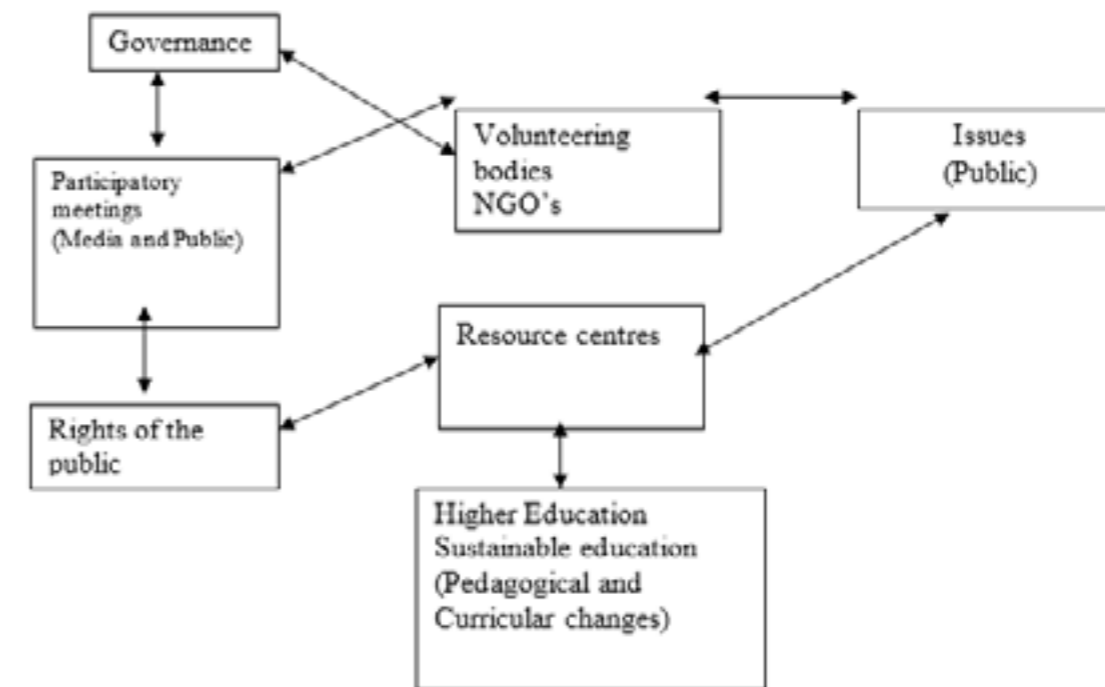 Governance
Participatory
meetings
(Media and Public)
Rights of the
public
Volunteering
bodies
NGO's
Resource centres
Higher Education
Sustainable education
(Pedagogical and
Curricular changes)
Issues
(Public)